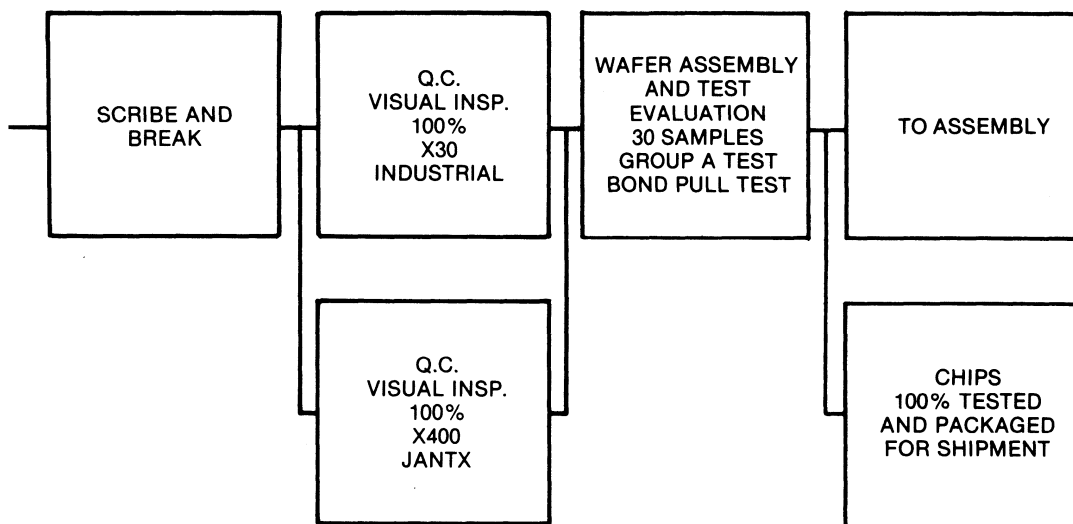 SCRIBE AND
BREAK
Q.C.
VISUAL INSP.
100%
X30
INDUSTRIAL
WAFER ASSEMBLY
AND TEST
EVALUATION
30 SAMPLES
GROUP A TEST
BOND PULL TEST
TO ASSEMBLY
Q.C.
VISUAL INSP.
100%
X400
JANTX
CHIPS
100% TESTED
AND PACKAGED
FOR SHIPMENT